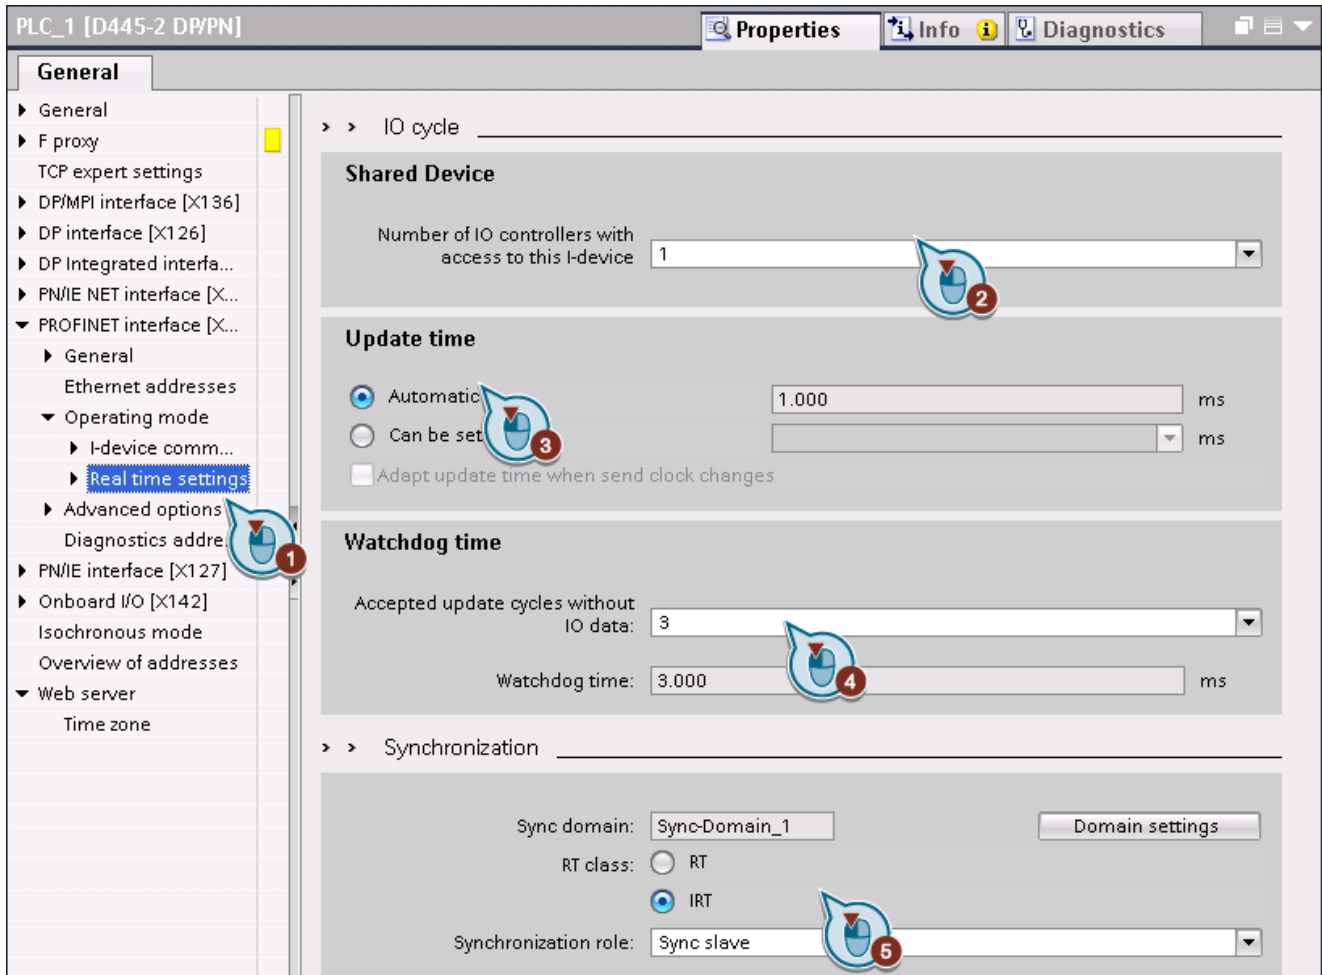 PLC_1 [D445-2 DP/PN]
Properties
Info
Diagnostics
General
General
F proxy
TCP expert settings
DP/MPI interface [X136]
DP interface [X126]
DP Integrated interfa...
PN/IE NET interface [X...
PROFINET interface [X...
General
Ethernet addresses
Operating mode
I-device comm...
Real time settings
Advanced options
Diagnostics addre
1
PN/IE interface [X127]
Onboard I/O [X142]
Isochronous mode
Overview of addresses
Web server
Time zone
IO cycle
Shared Device
Number of IO controllers with
access to this I-device
1
2
Update time
Automatic
1.000
ms
Can be set
3
ms
Adapt update time when send clock changes
Watchdog time
Accepted update cycles without
IO data:
3
Watchdog time:
3.000
4
ms
Synchronization
Sync domain:
Sync-Domain_1
Domain settings
RT class:
RT
IRT
Synchronization role:
Sync slave
5